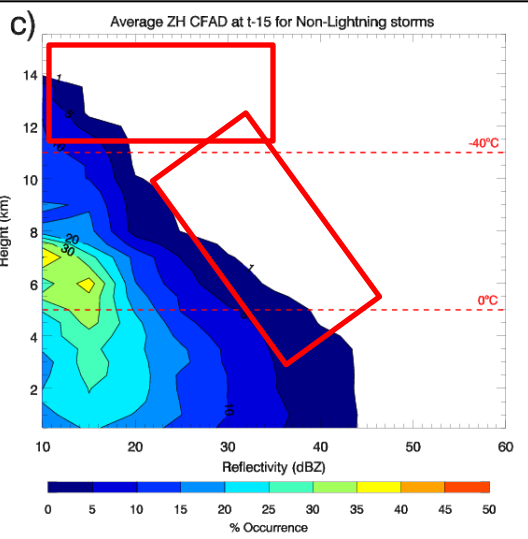 c)
Average ZH CFAD at t-15 for Non-Lightning storms
14
12
10
8
6
4
2
Height (km)
-40°C
0°C
1
5
10
20
30
1
10
10 20 30 40 50 60
Reflectivity (dBZ)
0 5 10 15 20 25 30 35 40 45 50
% Occurrence